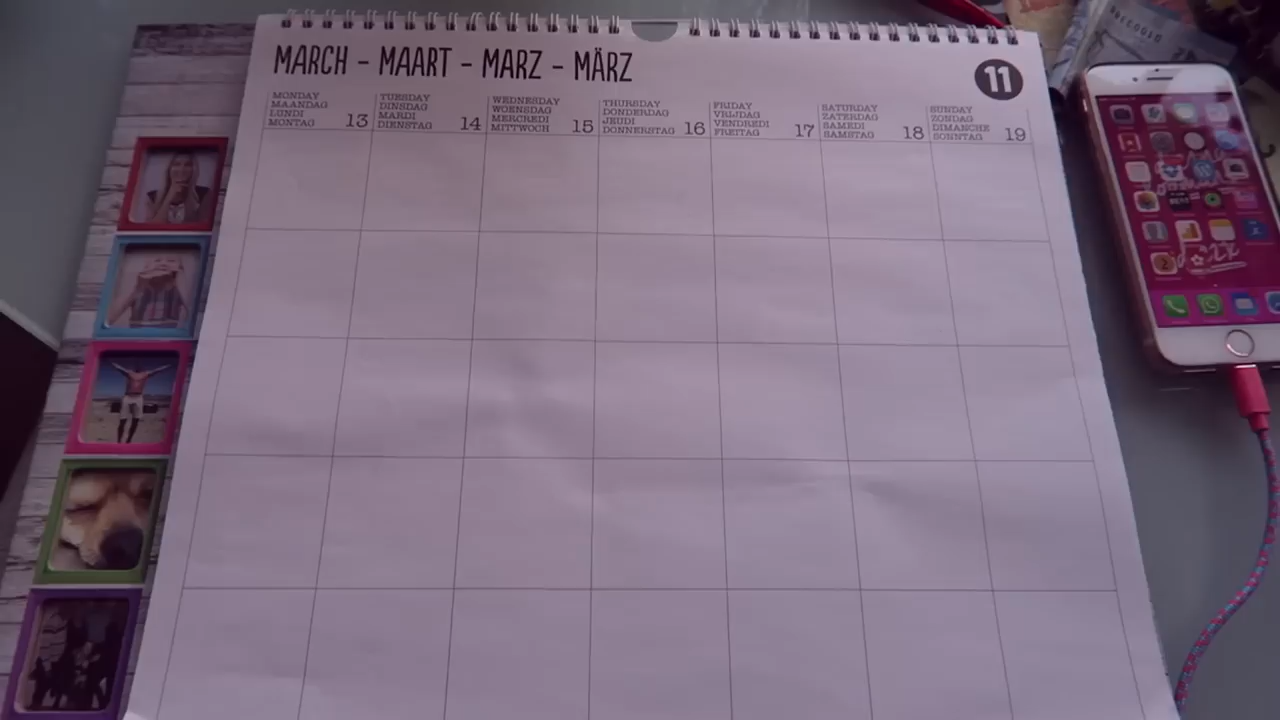 MARCH - MAART - MARZ - MÄRZ
11
MONDAY
MAANDAG
LUNDI
MONTAG 13
TUESDAY
DINSDAG
MARDI
DIENSTAG 14
WEDNESDAY
WOENSDAG
MERCREDI
MITTWOCH 15
THURSDAY
DONDERDAG
JEUDI
DONNERSTAG 16
FRIDAY
VRIJDAG
VENDREDI
FREITAG 17
SATURDAY
ZATERDAG
SAMEDI
SAMSTAG 18
SUNDAY
ZONDAG
DIMANCHE
SONNTAG 19